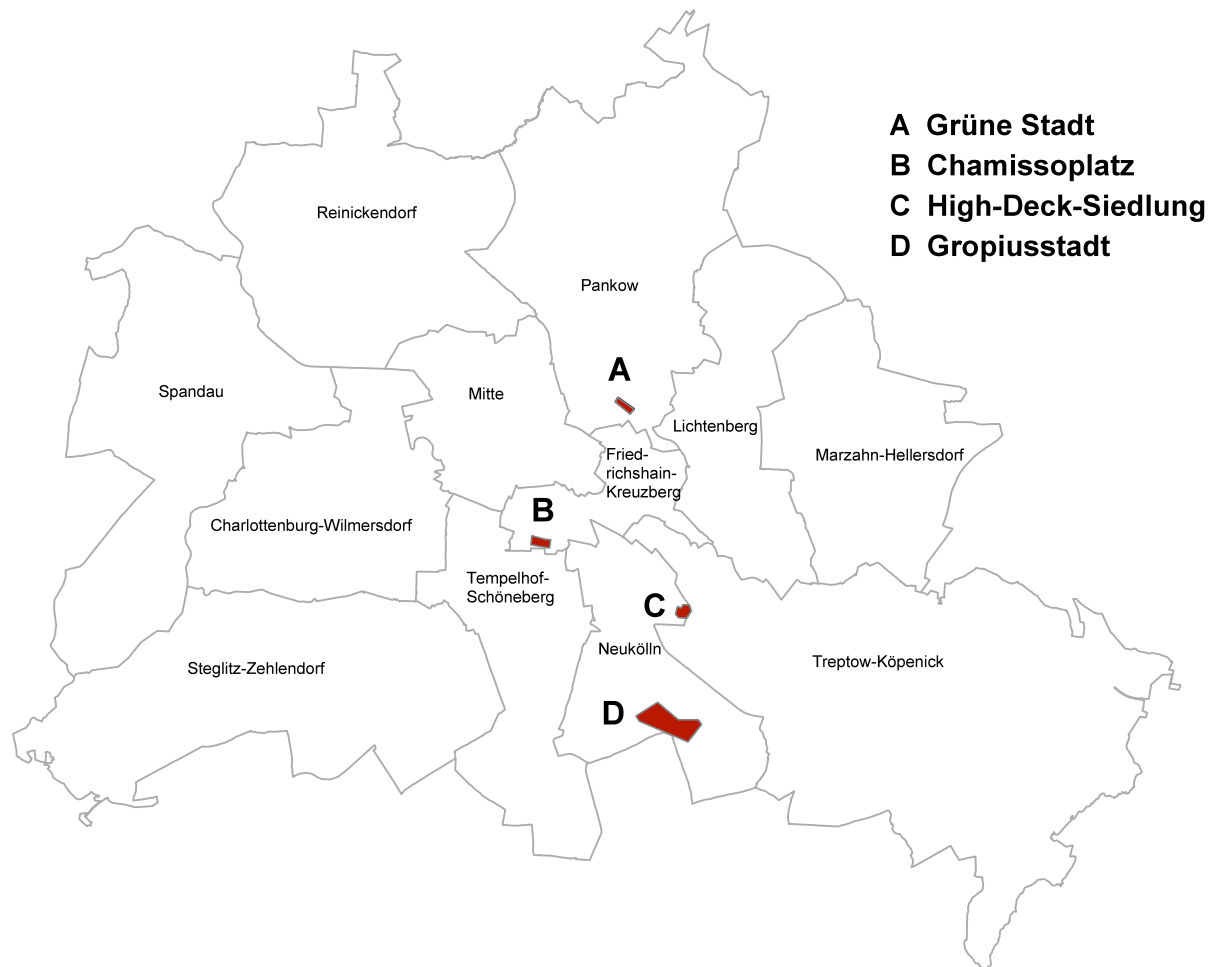 A Grüne Stadt
B Chamissoplatz
C High-Deck-Siedlung
D Gropiusstadt
Reinickendorf
Pankow
A
Spandau
Mitte
Lichtenberg
Fried-
richshain-
Kreuzberg
Marzahn-Hellersdorf
B
Charlottenburg-Wilmersdorf
Tempelhof-
Schöneberg
C
Neukölln
Treptow-Köpenick
Steglitz-Zehlendorf
D